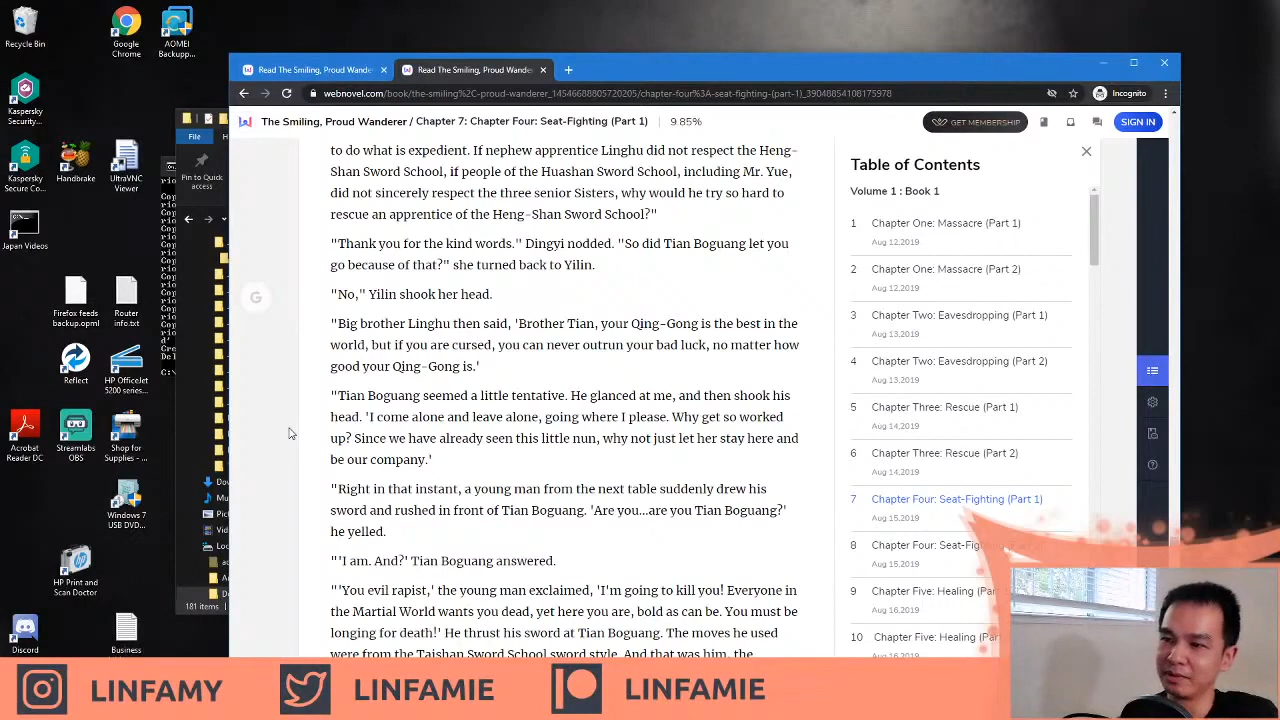 Recycle Bin
Google
Chrome
AOMEI
Backupp...
Kaspersky
Security...
Kaspersky
Secure Co...
Handbrake
UltraVNC
Viewer
Japan Videos
Firefox feeds
backup.opml
Router
info.txt
Reflect
HP OfficeJet
5200 series...
Acrobat
Reader DC
Streamlabs
OBS
Shop for
Supplies - ...
Windows 7
USB DVD...
HP Print and
Scan Doctor
Discord
Business
File
Pin to Quick
access
181 items
Read The Smiling, Proud Wande
Read The Smiling, Proud Wande
webnovel.com/book/the-smiling%2C-proud-wanderer_14546688805720205/chapter-four%3A-seat-fighting-(part-1)_39048854108175978
Incognito
The Smiling, Proud Wanderer / Chapter 7: Chapter Four: Seat-Fighting (Part 1)
9.85%
GET MEMBERSHIP
SIGN IN
to do what is expedient. If nephew apprentice Linghu did not respect the Heng-
Shan Sword School, if people of the Huashan Sword School, including Mr. Yue,
did not sincerely respect the three senior Sisters, why would he try so hard to
rescue an apprentice of the Heng-Shan Sword School?"
"Thank you for the kind words." Dingyi nodded. "So did Tian Boguang let you
go because of that?" she turned back to Yilin.
"No," Yilin shook her head.
"Big brother Linghu then said, 'Brother Tian, your Qing-Gong is the best in the
world, but if you are cursed, you can never outrun your bad luck, no matter how
good your Qing-Gong is.'
"Tian Boguang seemed a little tentative. He glanced at me, and then shook his
head. 'I come alone and leave alone, going where I please. Why get so worked
up? Since we have already seen this little nun, why not just let her stay here and
be our company.'
"Right in that instant, a young man from the next table suddenly drew his
sword and rushed in front of Tian Boguang. 'Are you...are you Tian Boguang?'
he yelled.
"'I am. And?' Tian Boguang answered.
"'You evil rapist,' the young man exclaimed, 'I'm going to kill you! Everyone in
the Martial World wants you dead, yet here you are, bold as can be. You must be
longing for death!' He thrust his sword at Tian Boguang. The moves he used
were from the Taishan Sword School sword style. And that was him, the
Table of Contents
Volume 1 : Book 1
1 Chapter One: Massacre (Part 1)
Aug 12,2019
2 Chapter One: Massacre (Part 2)
Aug 12,2019
3 Chapter Two: Eavesdropping (Part 1)
Aug 13,2019
4 Chapter Two: Eavesdropping (Part 2)
Aug 13,2019
5 Chapter Three: Rescue (Part 1)
Aug 14,2019
6 Chapter Three: Rescue (Part 2)
Aug 14,2019
7 Chapter Four: Seat-Fighting (Part 1)
Aug 15,2019
8 Chapter Four: Seat-Fighting
Aug 15,2019
9 Chapter Five: Healing (Par
Aug 16,2019
10 Chapter Five: Healing (Par
LINFAMY
LINFAMIE
LINFAMIE